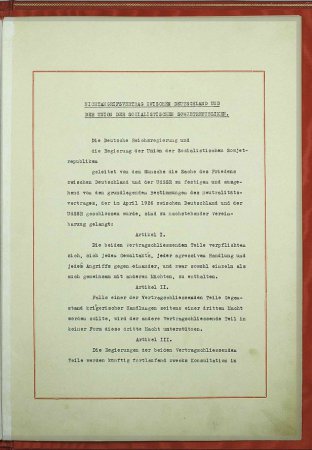 NICHTANGRIFFSVERTRAG ZWISCHEN DEUTSCHLAND UND
DER UNION DER SOZIALISTISCHEN SOWJETREPUBLIKEN.
Die Deutsche Reichsregierung und
die Regierung der Union der Sozialistischen Sowjet-
republiken
geleitet von dem Wunsche die Sache des Friedens
zwischen Deutschland und der UdSSR zu festigen und ausge-
hend von den grundlegenden Bestimmungen des Neutralitäts-
vertrages, der im April 1926 zwischen Deutschland und der
UdSSR geschlossen wurde, sind zu nachstehender Verein-
barung gelangt:
Artikel I.
Die beiden Vertragschliessenden Teile verpflichten
sich, sich jeden Gewaltakts, jeder agressiven Handlung und
jeden Angriffs gegen einander, und zwar sowohl einzeln als
auch gemeinsam mit anderen Mächten, zu enthalten.
Artikel II.
Falls einer der Vertragschliessenden Teile Gegen-
stand kriegerischer Handlungen seitens einer dritten Macht
werden sollte, wird der andere Vertragschliessende Teil in
keiner Form diese dritte Macht unterstützen.
Artikel III.
Die Regierungen der beiden Vertragschliessenden
Teile werden künftig fortlaufend zwecks Konsultation in